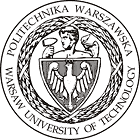 POLITECHNIKA WARSZAWSKA
WARSAW UNIVERSITY OF TECHNOLOGY